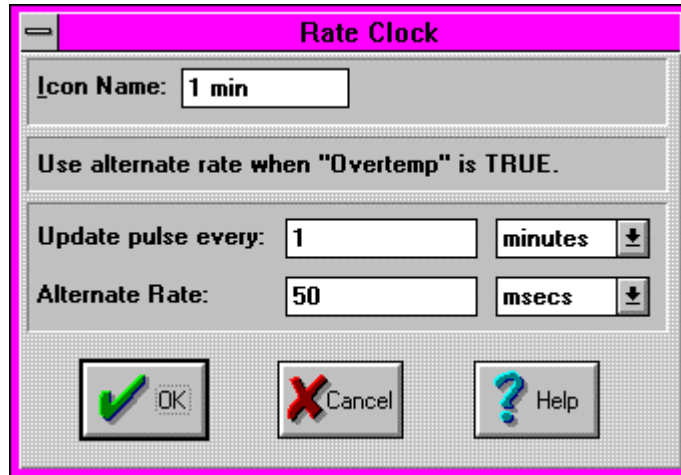 Rate Clock
Icon Name: 1 min
Use alternate rate when "Overtemp" is TRUE.
Update pulse every: 1 minutes
Alternate Rate: 50 msecs
OK Cancel Help